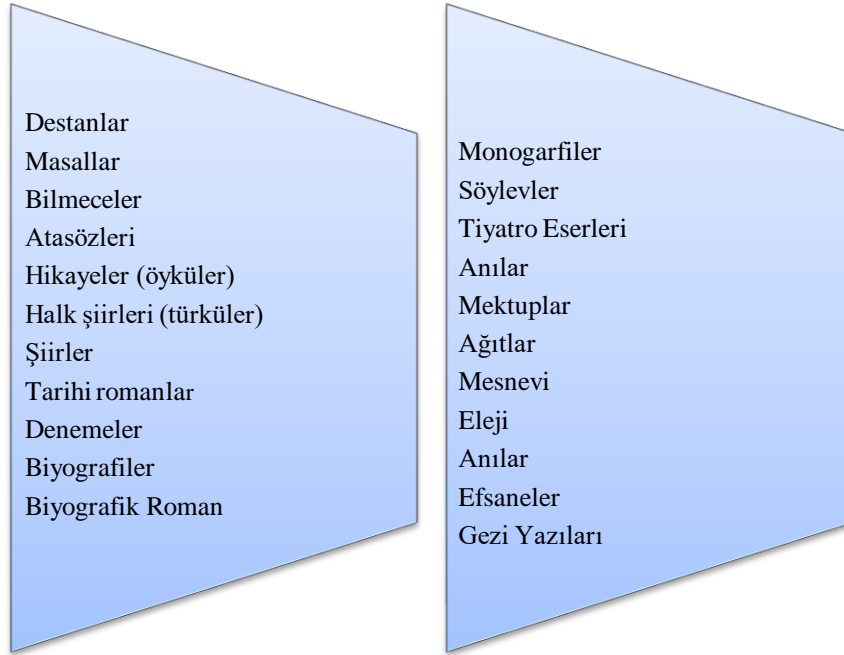 Destanlar
Masallar
Bilmeceler
Atasözleri
Hikayeler (öyküler)
Halk şiirleri (türküler)
Şiirler
Tarihi romanlar
Denemeler
Biyografiler
Biyografik Roman
Monogarfiler
Söylevler
Tiyatro Eserleri
Anılar
Mektuplar
Ağıtlar
Mesnevi
Eleji
Anılar
Efsaneler
Gezi Yazıları